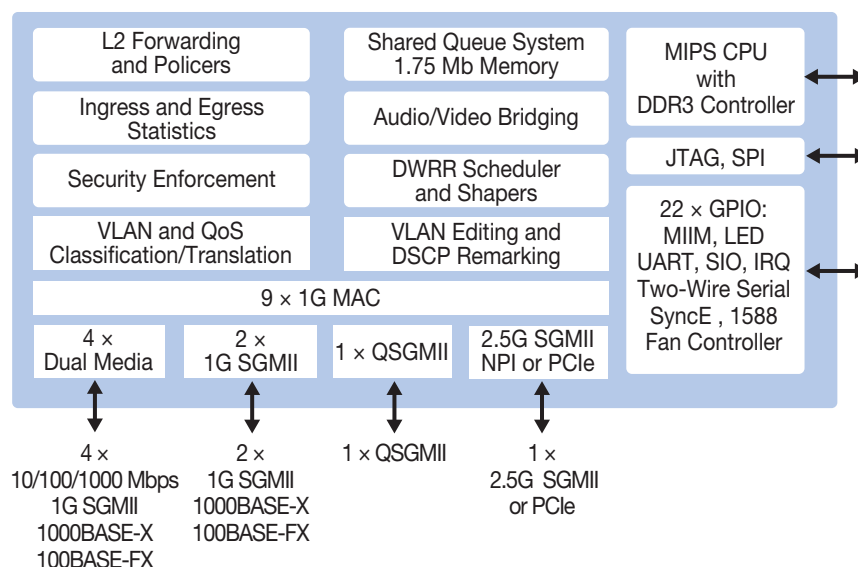 L2 Forwarding
and Policers
Shared Queue System
1.75 Mb Memory
MIPS CPU
with
DDR3 Controller
Ingress and Egress
Statistics
Audio/Video Bridging
JTAG, SPI
Security Enforcement
DWRR Scheduler
and Shapers
22 × GPIO:
MIIM, LED
UART, SIO, IRQ
Two-Wire Serial
SyncE , 1588
Fan Controller
VLAN and QoS
Classification/Translation
VLAN Editing and
DSCP Remarking
9 × 1G MAC
4 ×
Dual Media
2 ×
1G SGMII
1 × QSGMII
2.5G SGMII
NPI or PCIe
4 ×
10/100/1000 Mbps
1G SGMII
1000BASE-X
100BASE-FX
2 ×
1G SGMII
1000BASE-X
100BASE-FX
1 × QSGMII
1 ×
2.5G SGMII
or PCIe